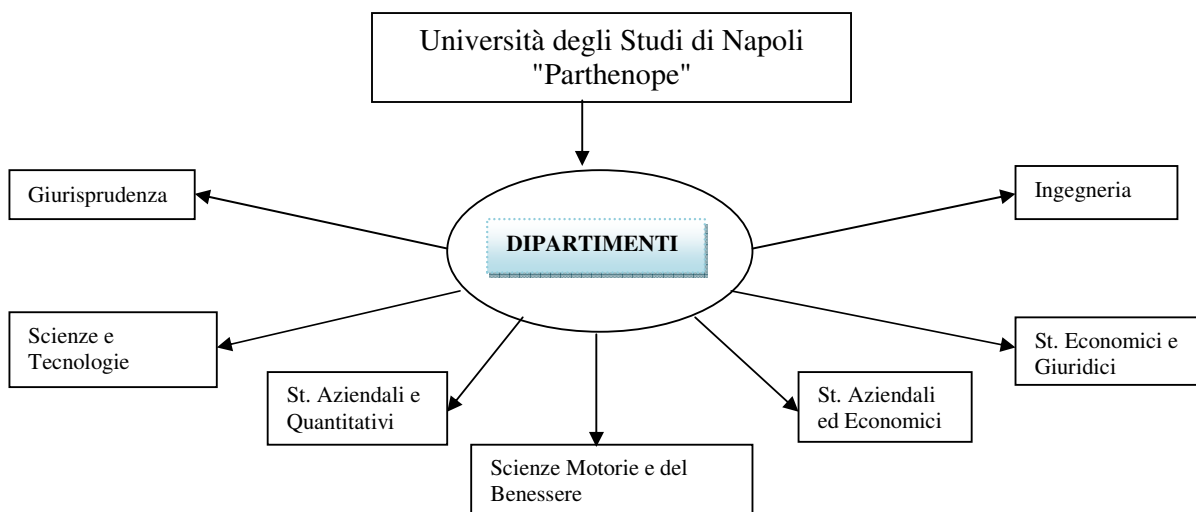 Università degli Studi di Napoli
"Parthenope"
Giurisprudenza
Ingegneria
DIPARTIMENTI
Scienze e
Tecnologie
St. Economici e
Giuridici
St. Aziendali e
Quantitativi
St. Aziendali
ed Economici
Scienze Motorie e del
Benessere